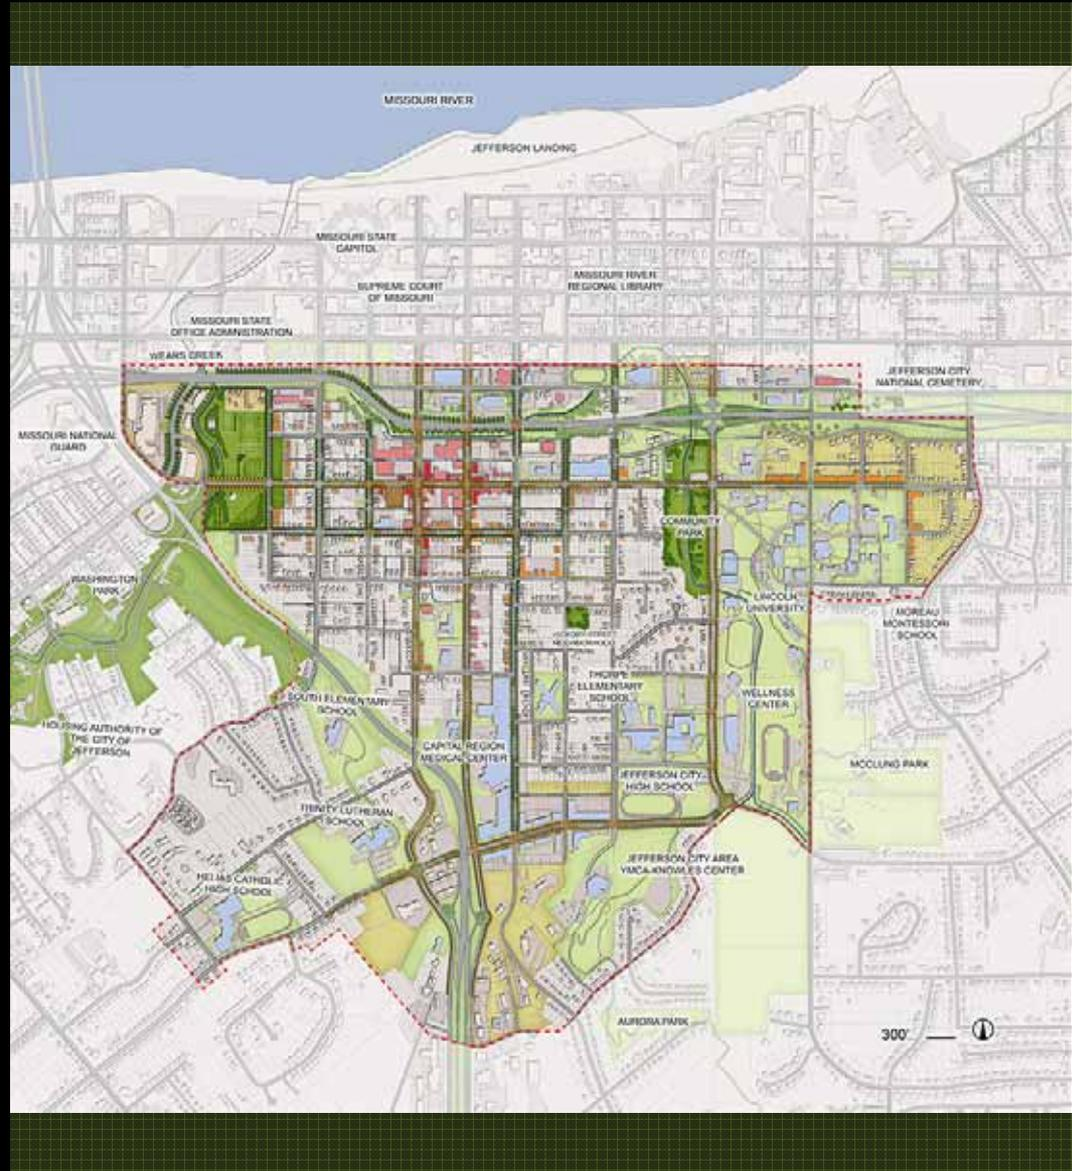 MISSOURI RIVER
JEFFERSON LANDING
MISSOURI STATE
CAPITOL
MISSOURI RIVER
REGIONAL LIBRARY
SUPREME COURT
OF MISSOURI
MISSOURI STATE
OFFICE ADMINISTRATION
WEARS CREEK
JEFFERSON CITY
NATIONAL CEMETERY
MISSOURI NATIONAL
GUARD
COMMUNITY
PARK
WASHINGTON
PARK
LINCOLN
UNIVERSITY
MOREAU
MONTESSORI
SCHOOL
THORPE
ELEMENTARY
SCHOOL
SOUTH ELEMENTARY
SCHOOL
WELLNESS
CENTER
HOUSING AUTHORITY OF
THE CITY OF
JEFFERSON
CAPITAL REGION
MEDICAL CENTER
MCCLUNG PARK
JEFFERSON CITY
HIGH SCHOOL
TRINITY LUTHERAN
SCHOOL
JEFFERSON CITY AREA
YMCA-KNOWLES CENTER
HELIAS CATHOLIC
HIGH SCHOOL
AURORA PARK
300'